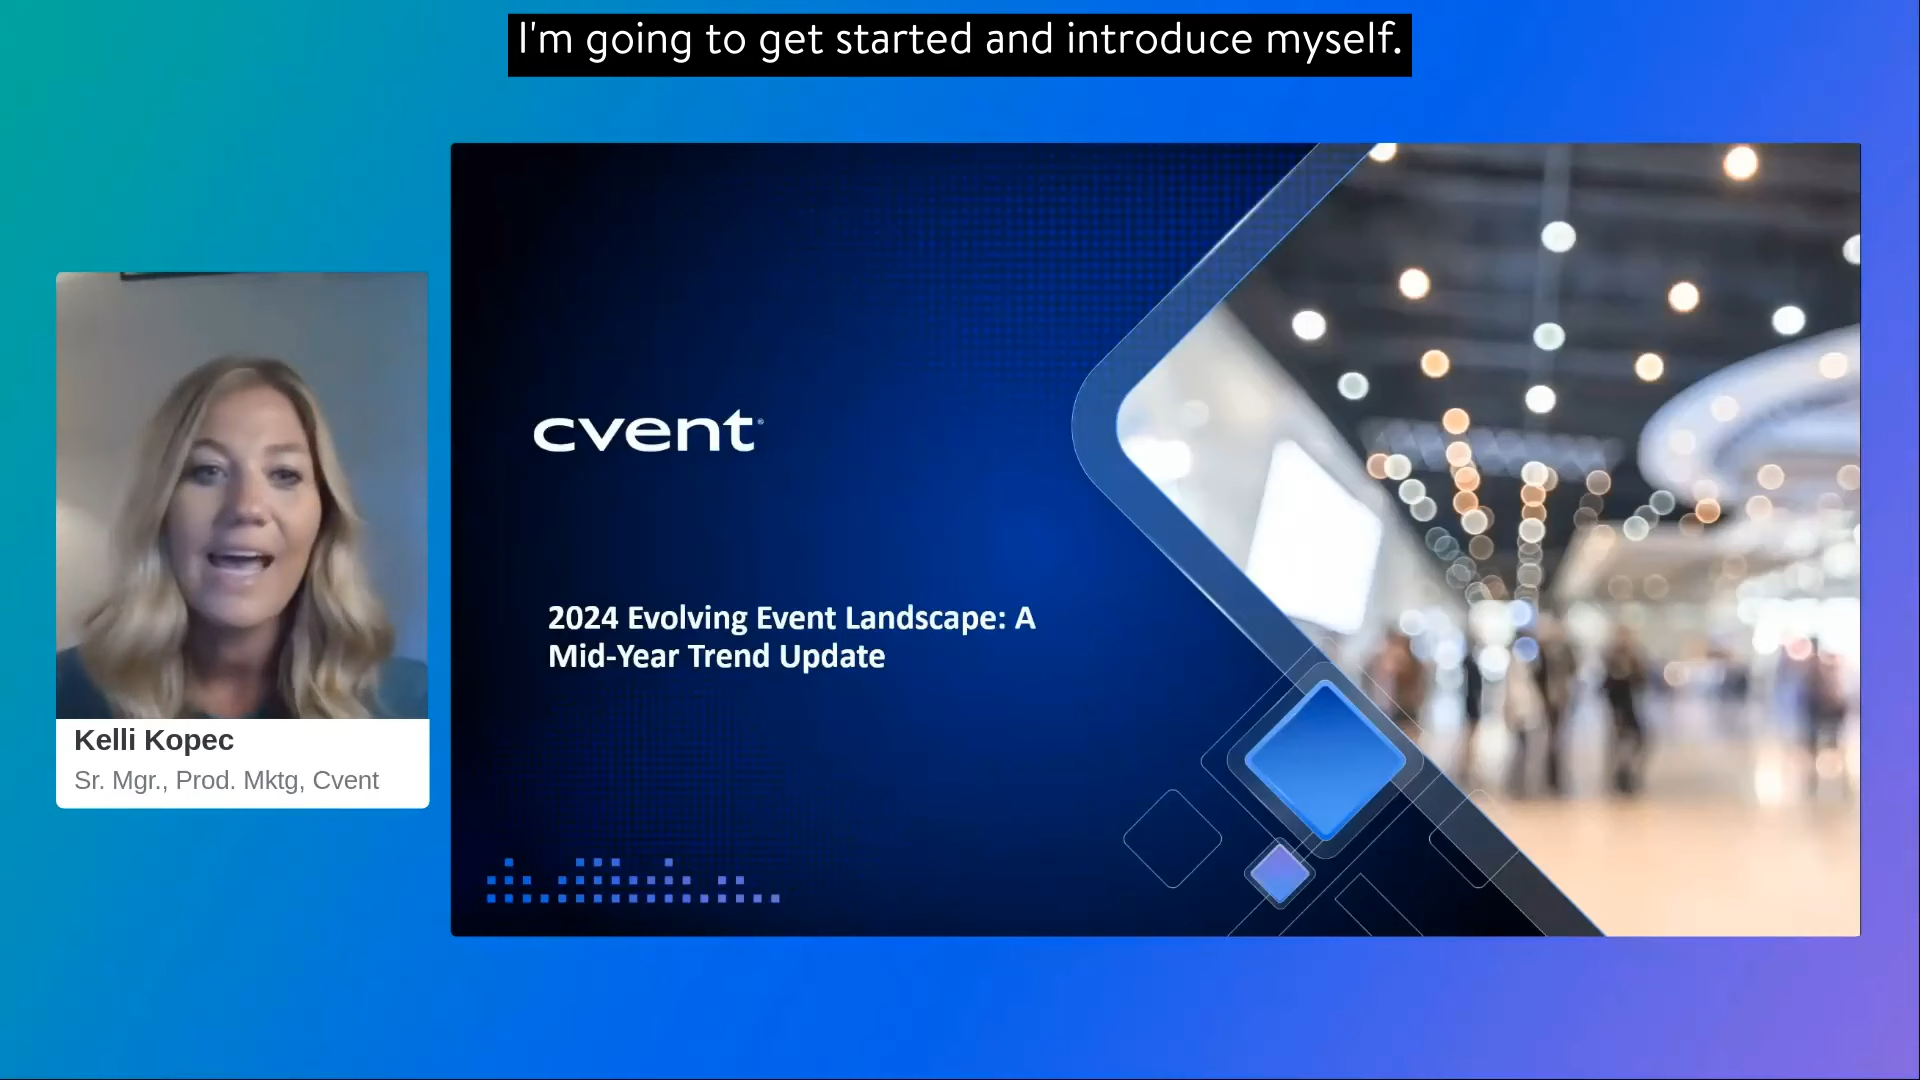 I'm going to get started and introduce myself.
cvent
2024 Evolving Event Landscape: A
Mid-Year Trend Update
Kelli Kopec
Sr. Mgr., Prod. Mktg, Cvent